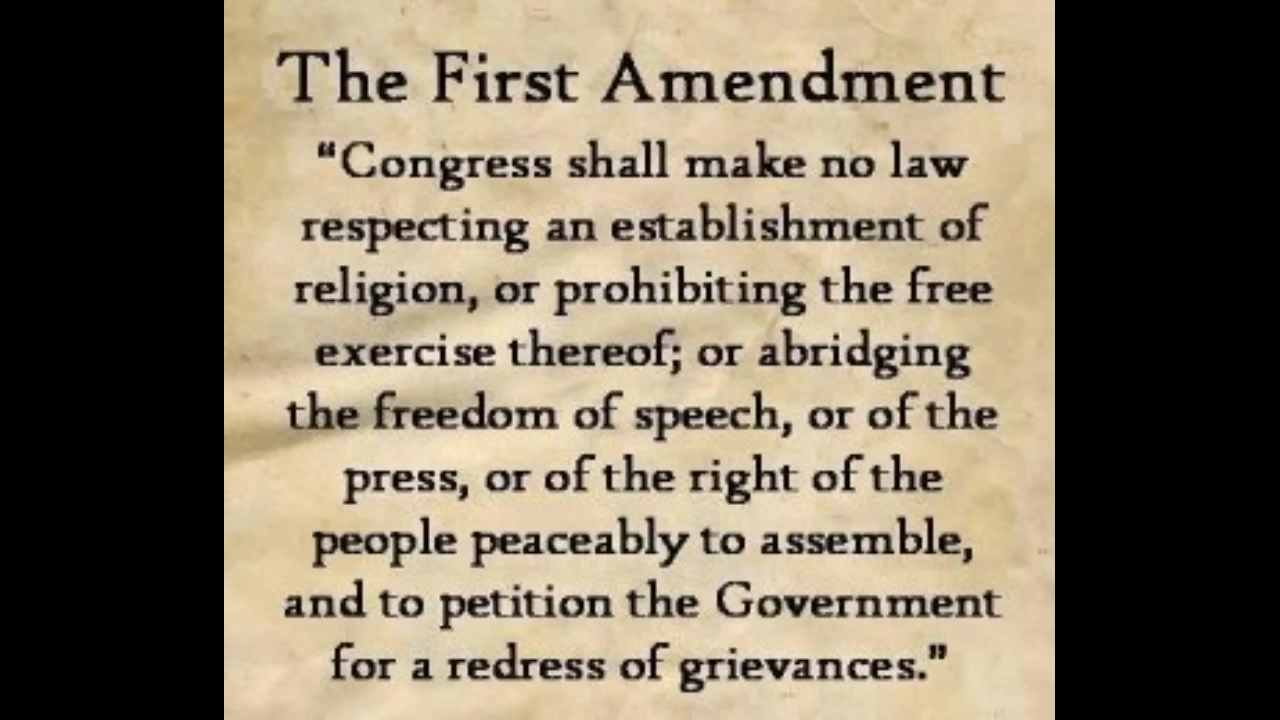 The First Amendment
“Congress shall make no law
respecting an establishment of
religion, or prohibiting the free
exercise thereof; or abridging
the freedom of speech, or of the
press, or of the right of the
people peaceably to assemble,
and to petition the Government
for a redress of grievances.”